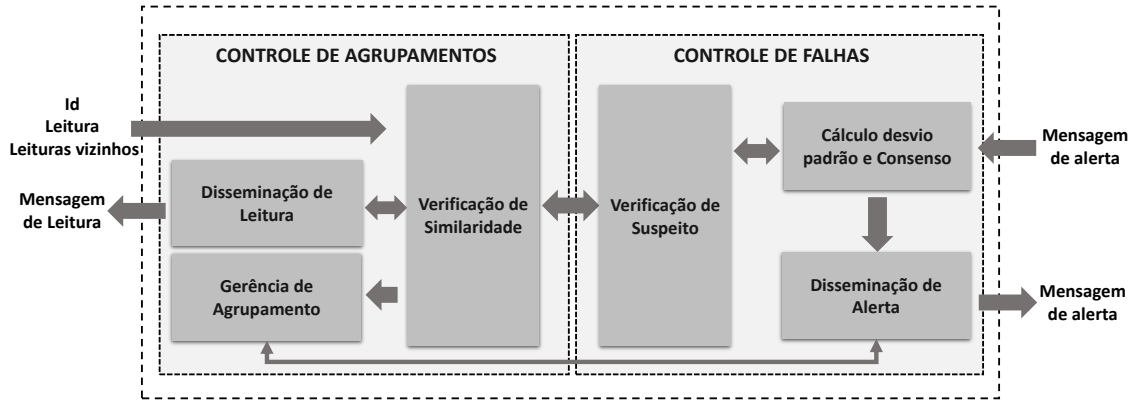 CONTROLE DE AGRUPAMENTOS
CONTROLE DE FALHAS
Id
Leitura
Leituras vizinhos
Mensagem
de Leitura
Disseminação de
Leitura
Gerência de
Agrupamento
Verificação de
Similaridade
Verificação de
Suspeito
Cálculo desvio
padrão e Consenso
Disseminação de
Alerta
Mensagem
de alerta
Mensagem
de alerta